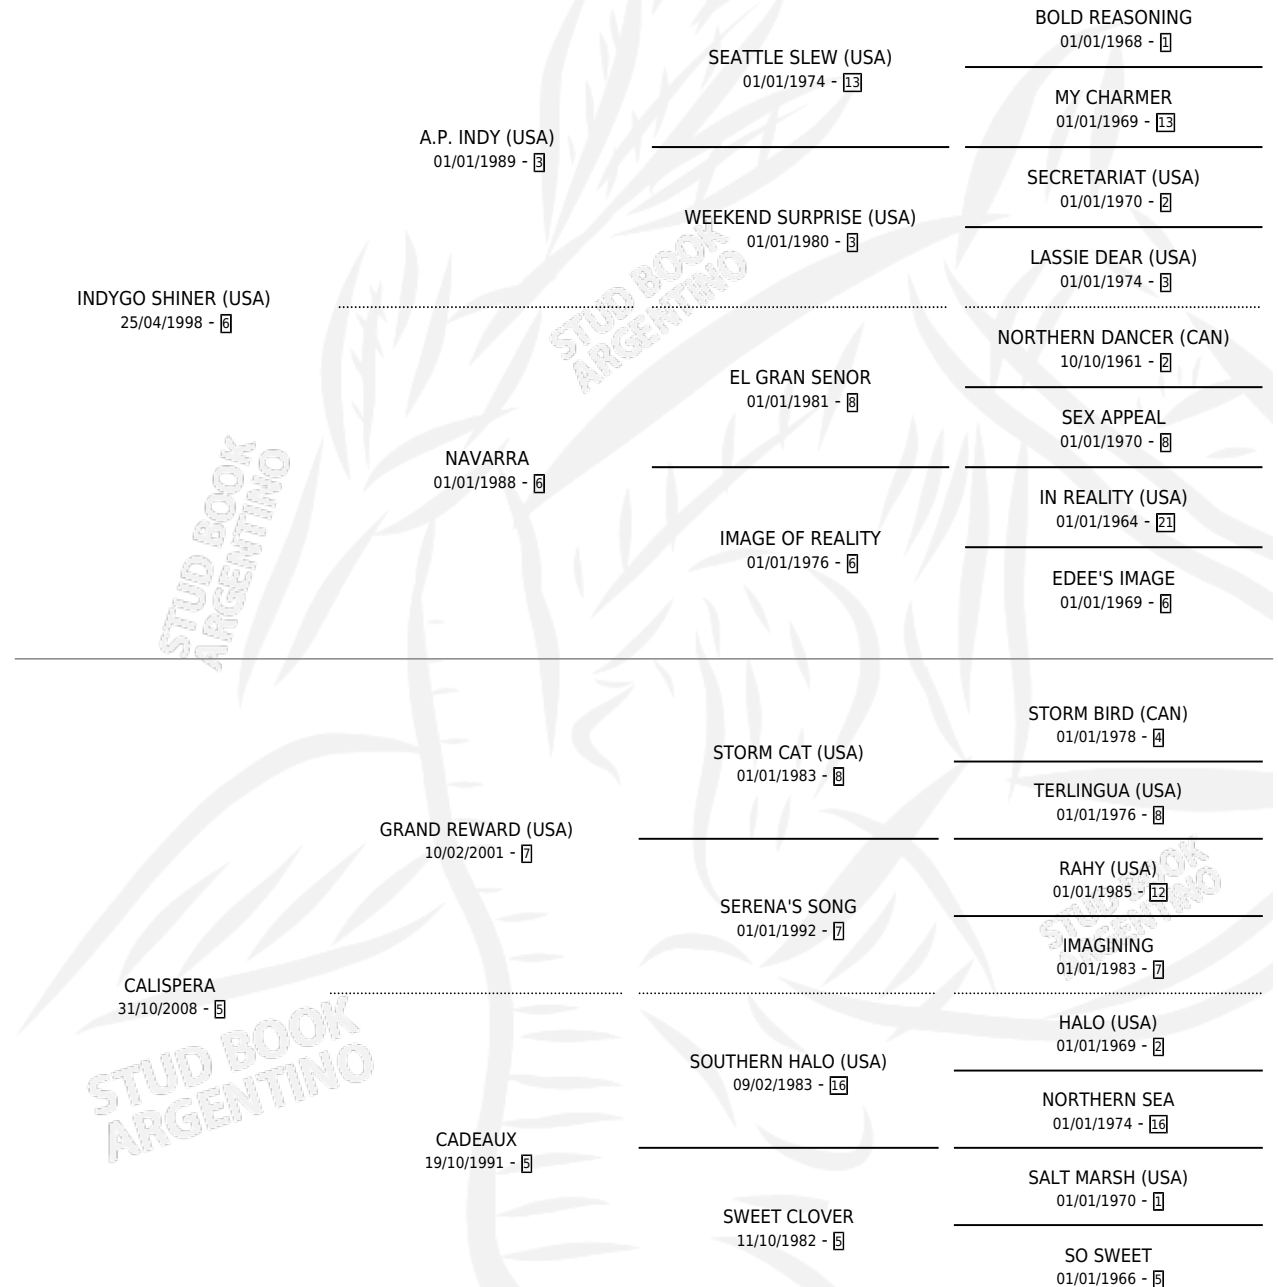 BOLD REASONING
01/01/1968 - 1
SEATTLE SLEW (USA)
01/01/1974 - 13
MY CHARMER
01/01/1969 - 13
A.P. INDY (USA)
01/01/1989 - 3
SECRETARIAT (USA)
01/01/1970 - 2
WEEKEND SURPRISE (USA)
01/01/1980 - 3
LASSIE DEAR (USA)
01/01/1974 - 3
INDYGO SHINER (USA)
25/04/1998 - 6
NORTHERN DANCER (CAN)
10/10/1961 - 2
EL GRAN SENOR
01/01/1981 - 8
SEX APPEAL
01/01/1970 - 8
NAVARRA
01/01/1988 - 6
IN REALITY (USA)
01/01/1964 - 21
IMAGE OF REALITY
01/01/1976 - 6
EDEE'S IMAGE
01/01/1969 - 6
STORM BIRD (CAN)
01/01/1978 - 4
STORM CAT (USA)
01/01/1983 - 8
TERLINGUA (USA)
01/01/1976 - 8
GRAND REWARD (USA)
10/02/2001 - 7
RAHY (USA)
01/01/1985 - 12
SERENA'S SONG
01/01/1992 - 7
IMAGINING
01/01/1983 - 7
CALISPERA
31/10/2008 - 5
HALO (USA)
01/01/1969 - 2
SOUTHERN HALO (USA)
09/02/1983 - 16
NORTHERN SEA
01/01/1974 - 16
CADEAUX
19/10/1991 - 5
SALT MARSH (USA)
01/01/1970 - 1
SWEET CLOVER
11/10/1982 - 5
SO SWEET
01/01/1966 - 5
STUD BOOK
ARGENTINO
STUD BOOK
ARGENTINO
STUD BOOK
ARGENTINO
STUD BOOK
ARGENTINO